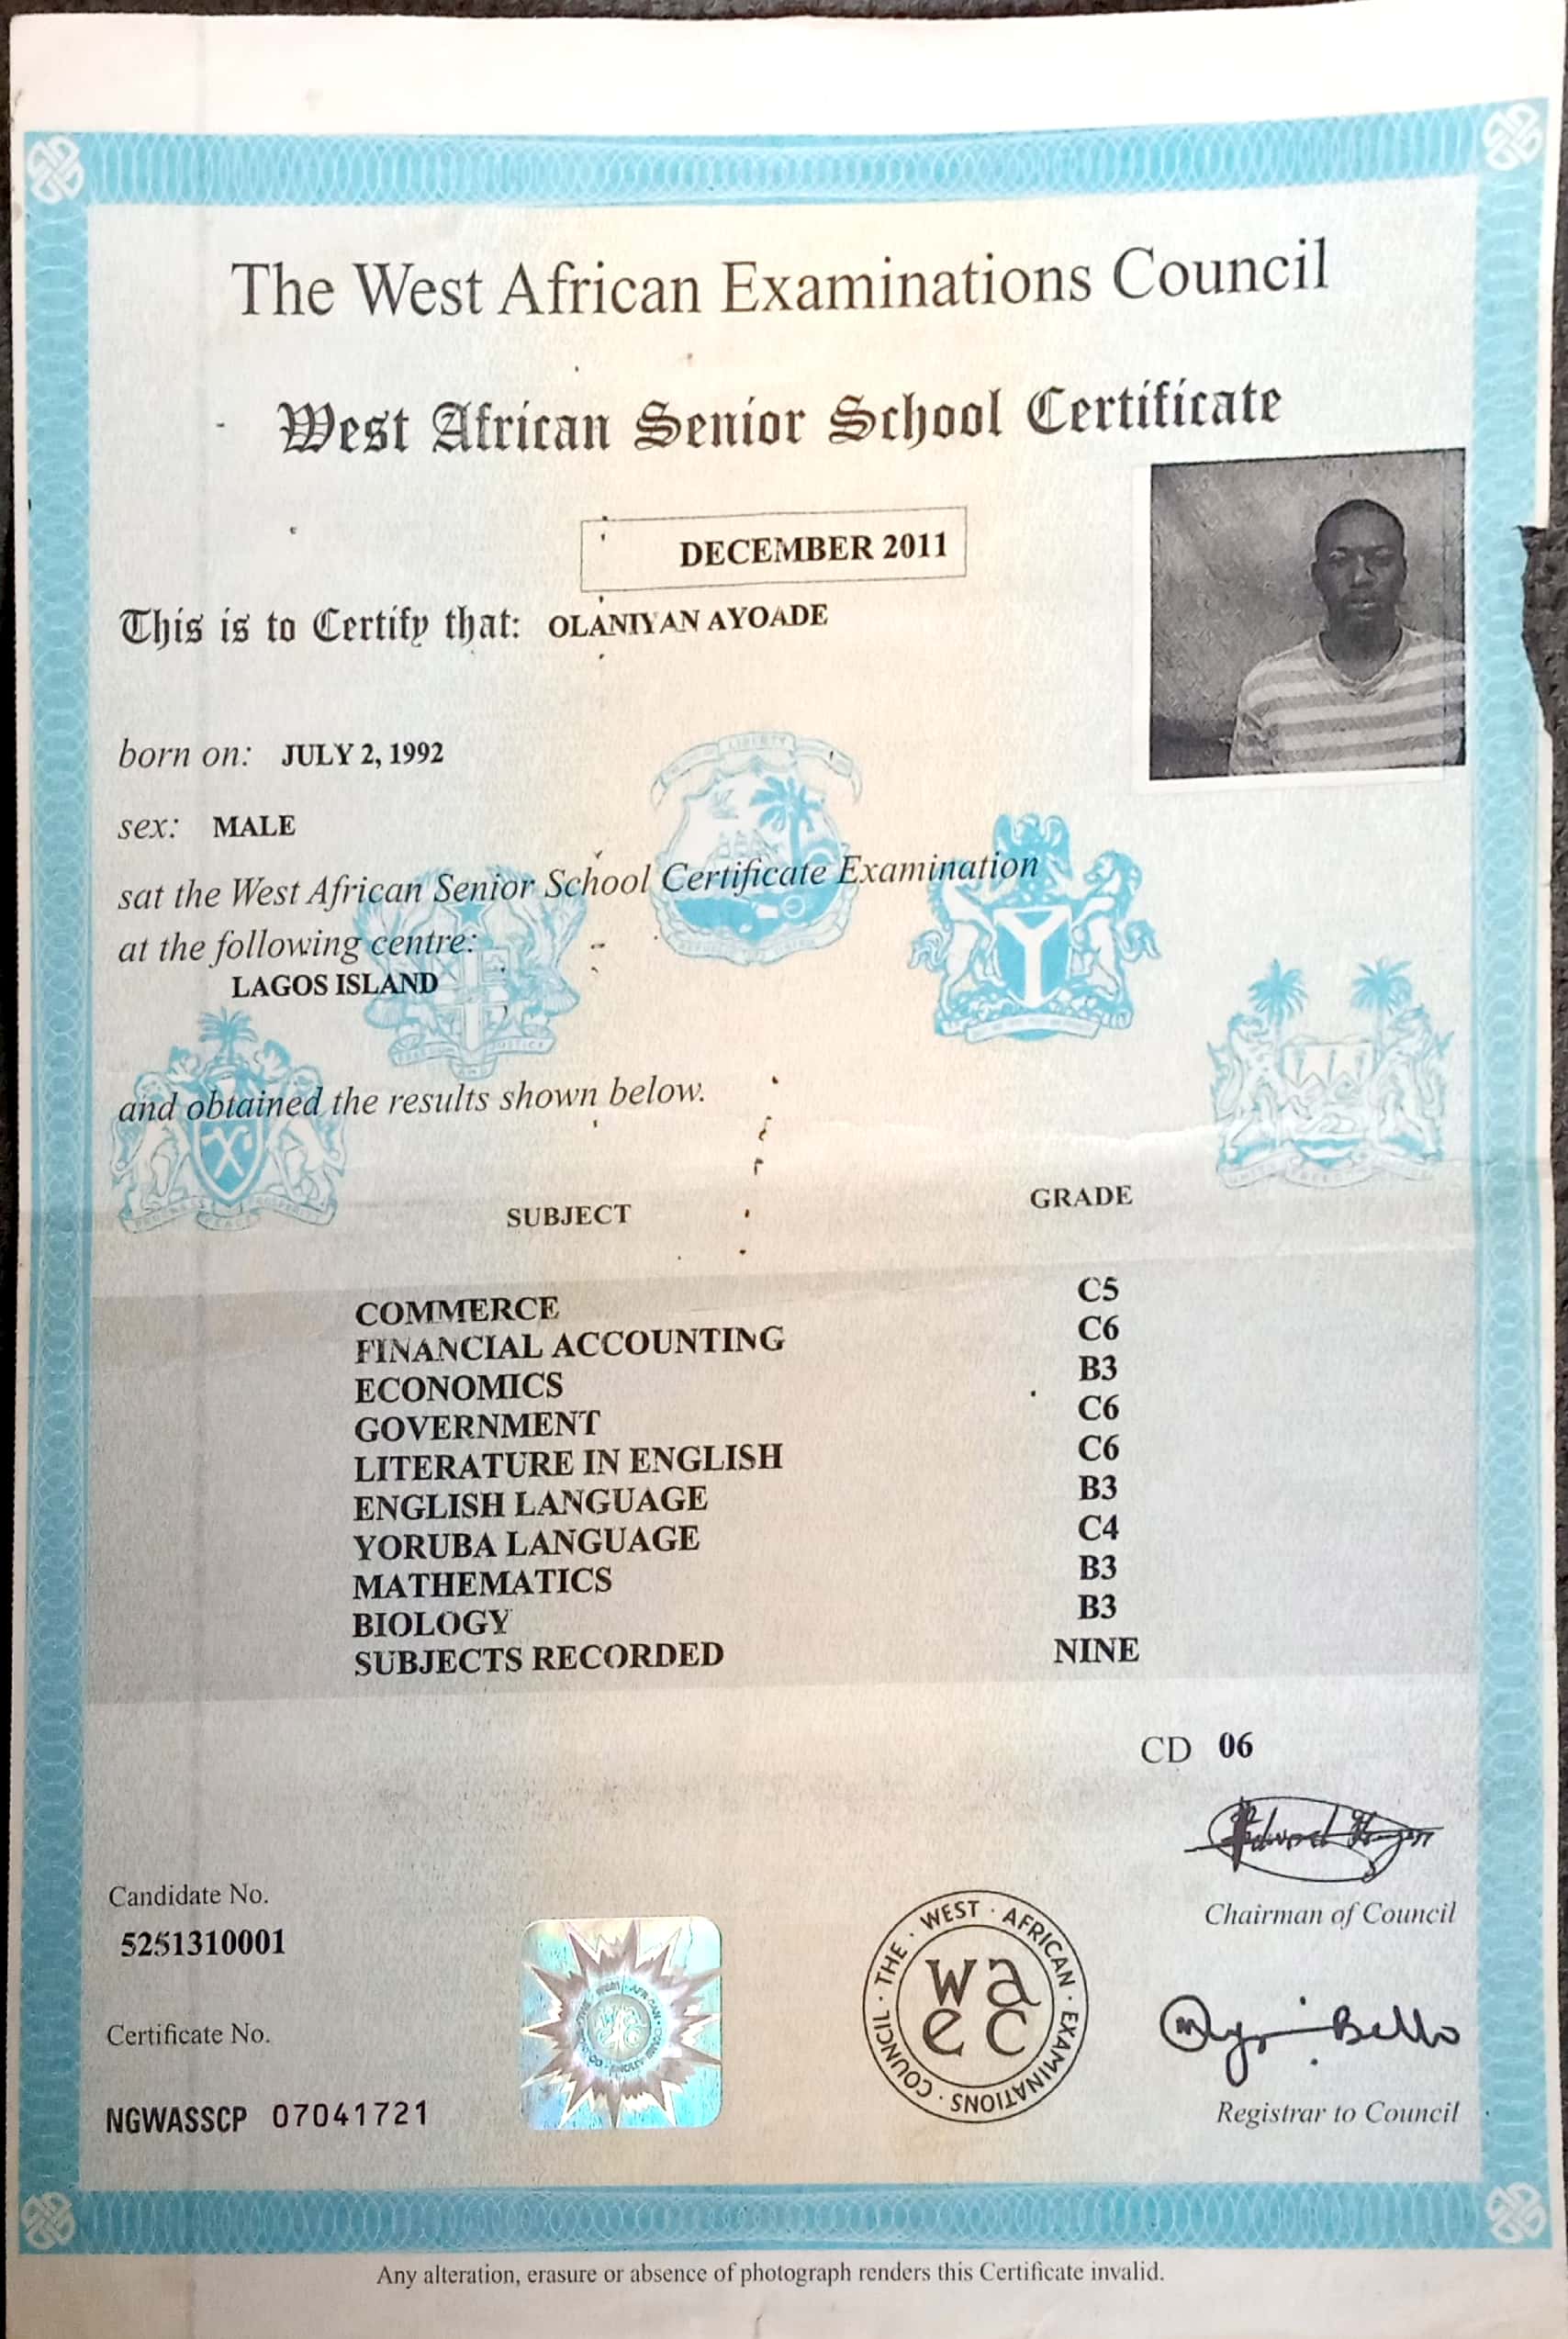 The West African Examinations Council
West African Senior School Certificate
DECEMBER 2011
This is to Certify that: OLANIYAN AYOADE
born on: JULY 2, 1992
sex: MALE
sat the West African Senior School Certificate Examination
at the following centre:
LAGOS ISLAND
and obtained the results shown below.
SUBJECT GRADE
COMMERCE C5
FINANCIAL ACCOUNTING C6
ECONOMICS B3
GOVERNMENT C6
LITERATURE IN ENGLISH C6
ENGLISH LANGUAGE B3
YORUBA LANGUAGE C4
MATHEMATICS B3
BIOLOGY B3
SUBJECTS RECORDED NINE
CD 06
Chairman of Council
Candidate No.
5251310001
THE · WEST · AFRICAN · EXAMINATIONS · COUNCIL
wa
ec
Certificate No.
Bello
NGWASSCP 07041721
Registrar to Council
Any alteration, erasure or absence of photograph renders this Certificate invalid.